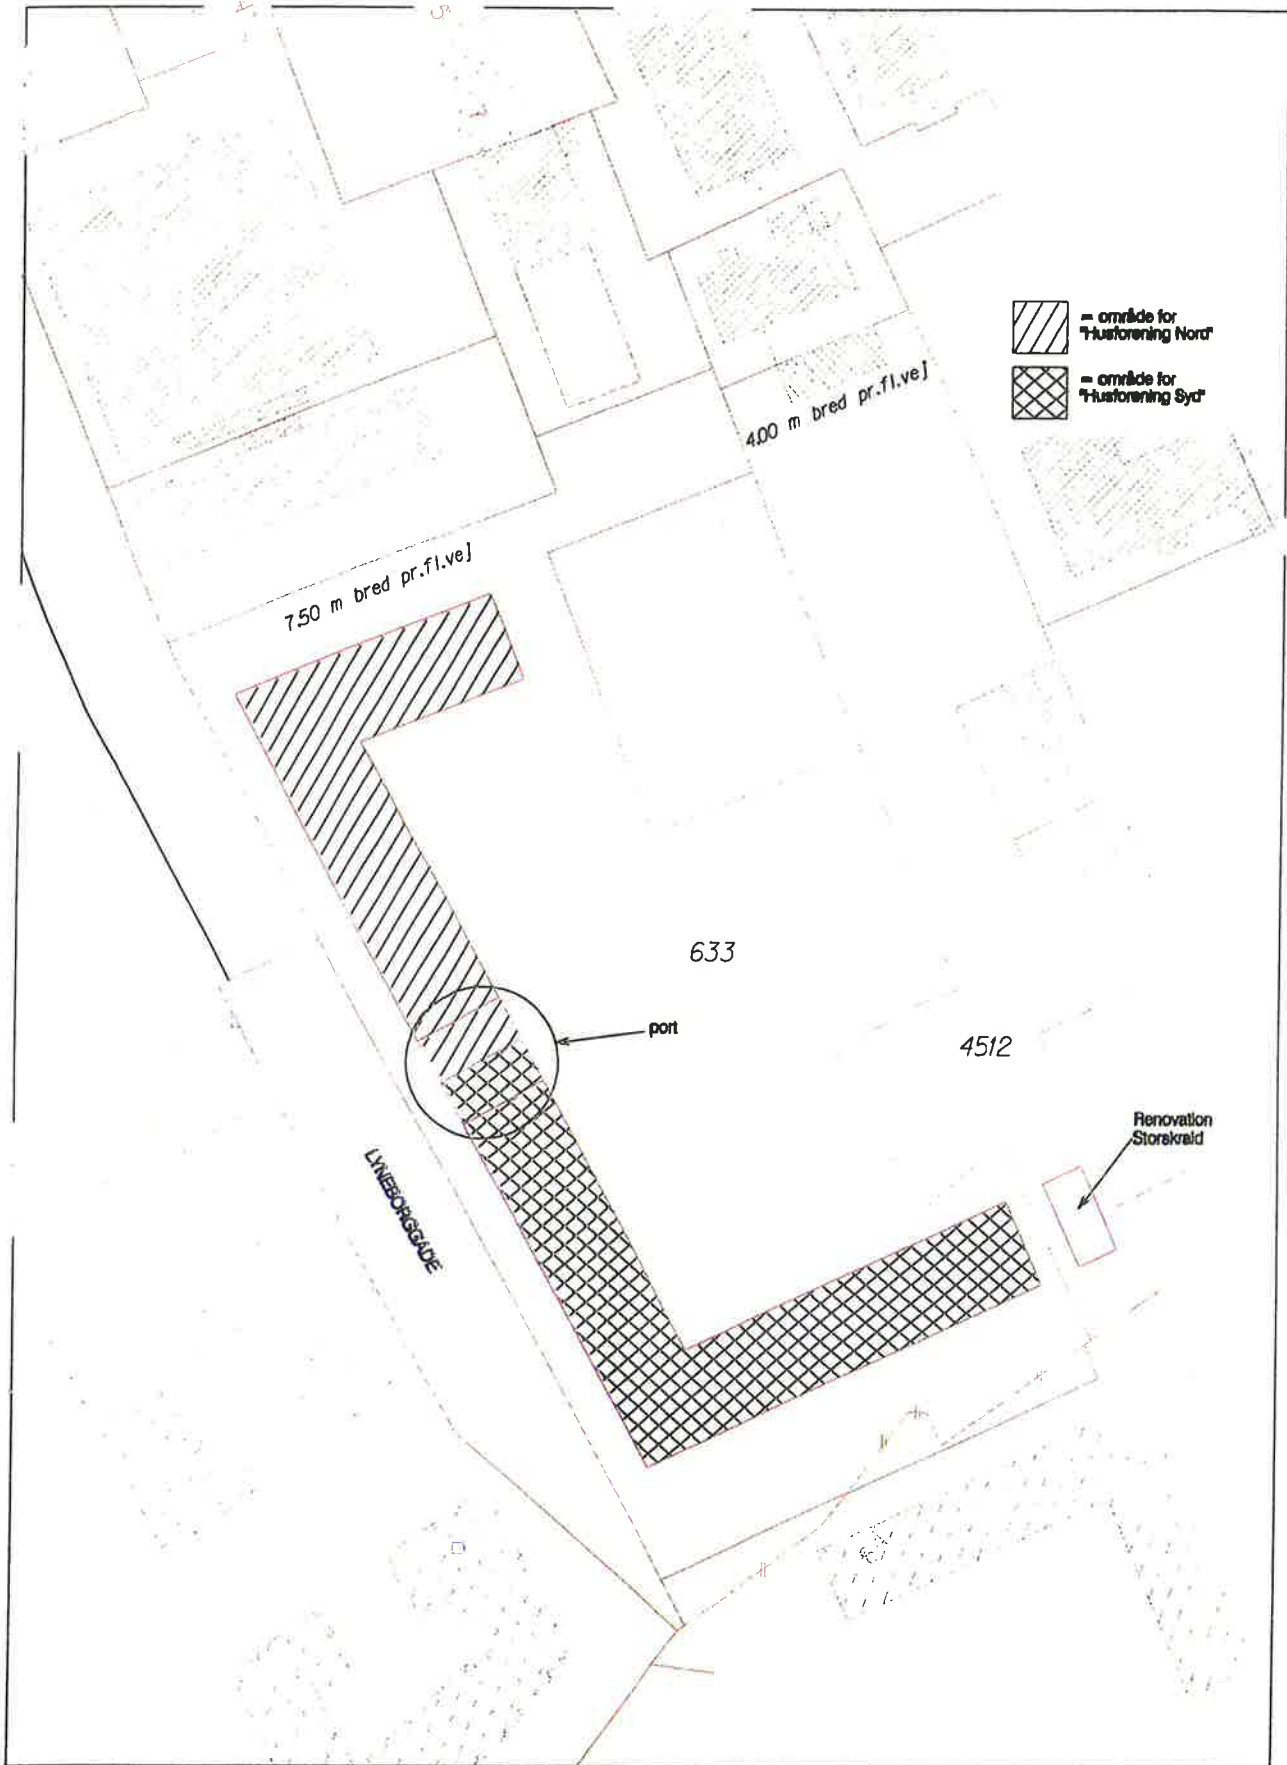 = område for
"Husforening Nord"
= område for
"Husforening Syd"
4.00 m bred pr.fl.vej
7.50 m bred pr.fl.vej
633
port
4512
Renovation
Storskrald
LYNEBORGGADE